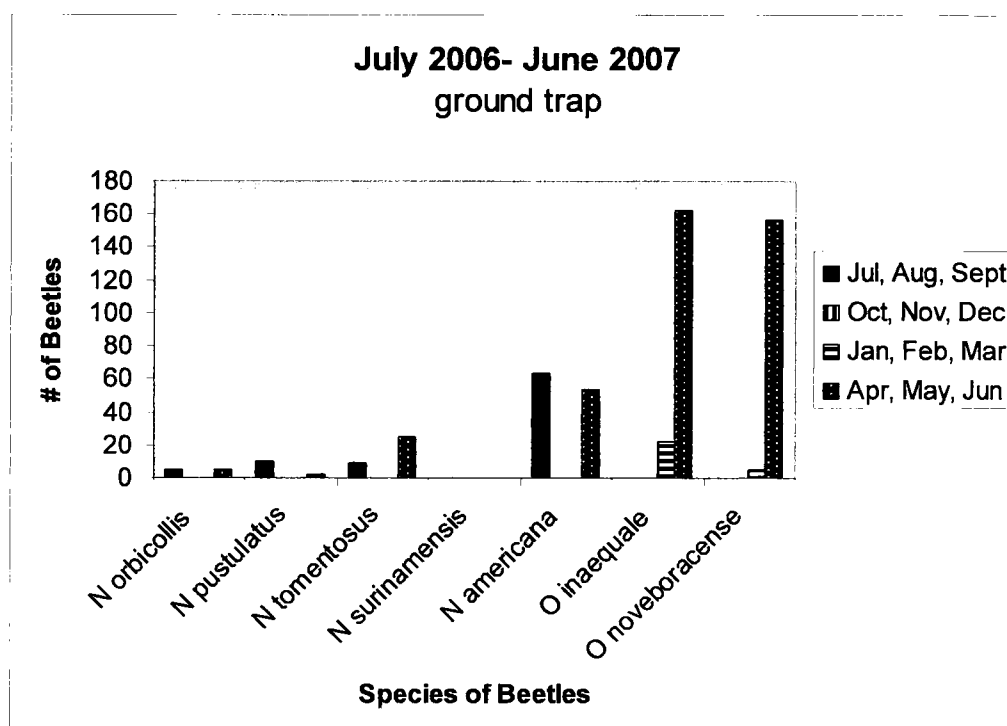 July 2006- June 2007
ground trap
180
160
140
120
100
80
60
40
20
0
# of Beetles
N orbicollis
N pustulatus
N tomentosus
N surinamensis
N americana
O inaequale
O noveboracense
Species of Beetles
Jul, Aug, Sept
Oct, Nov, Dec
Jan, Feb, Mar
Apr, May, Jun